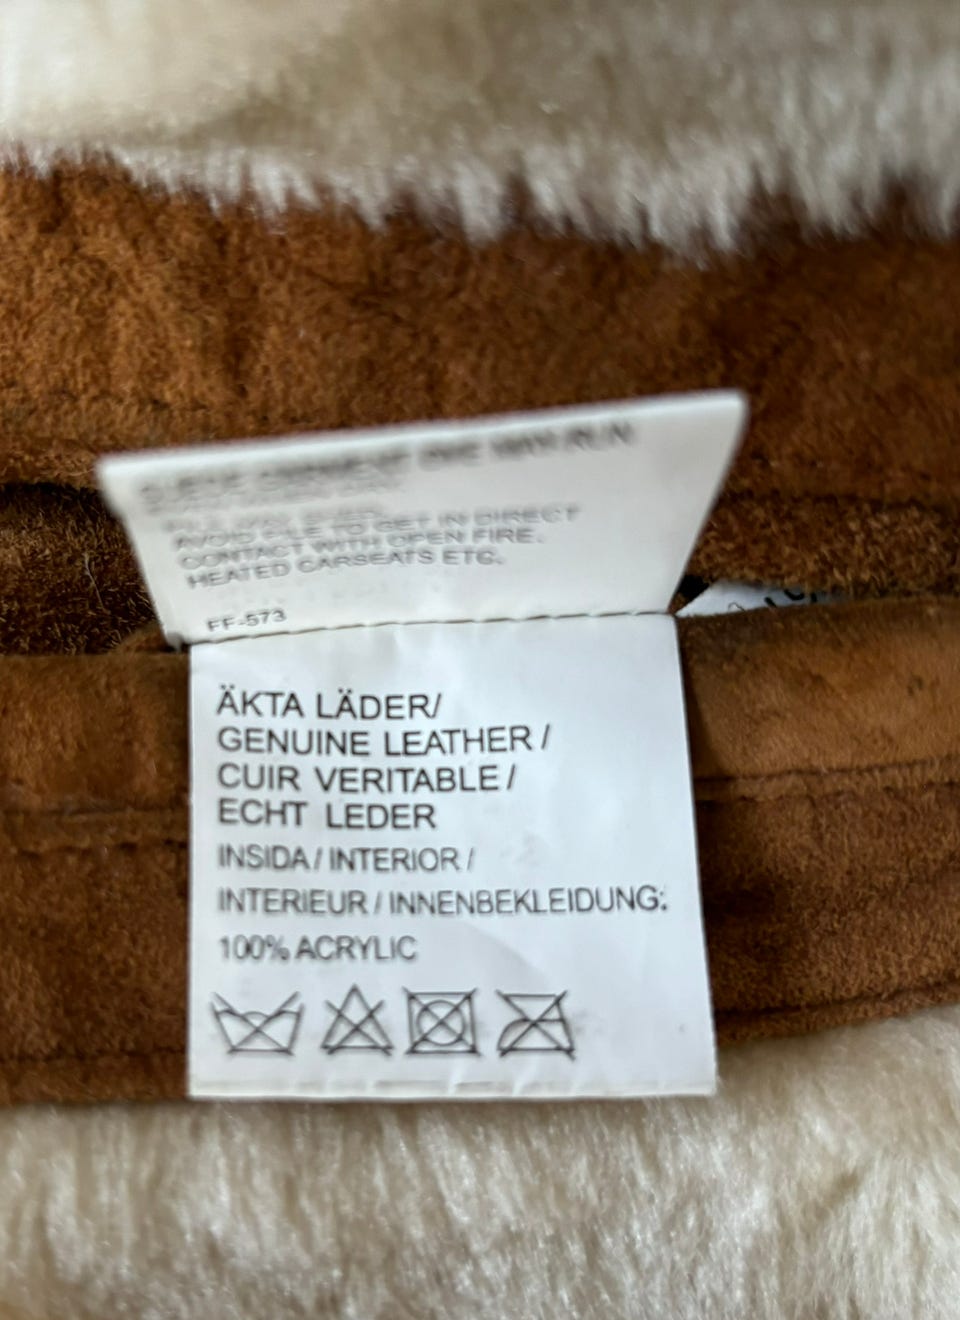 AVOID FILE TO GET IN DIRECT
CONTACT WITH OPEN FIRE.
HEATED CARSEATS ETC.
FF-573
ÄKTA LÄDER/
GENUINE LEATHER /
CUIR VERITABLE /
ECHT LEDER
INSIDA / INTERIOR /
INTERIEUR / INNENBEKLEIDUNG:
100% ACRYLIC